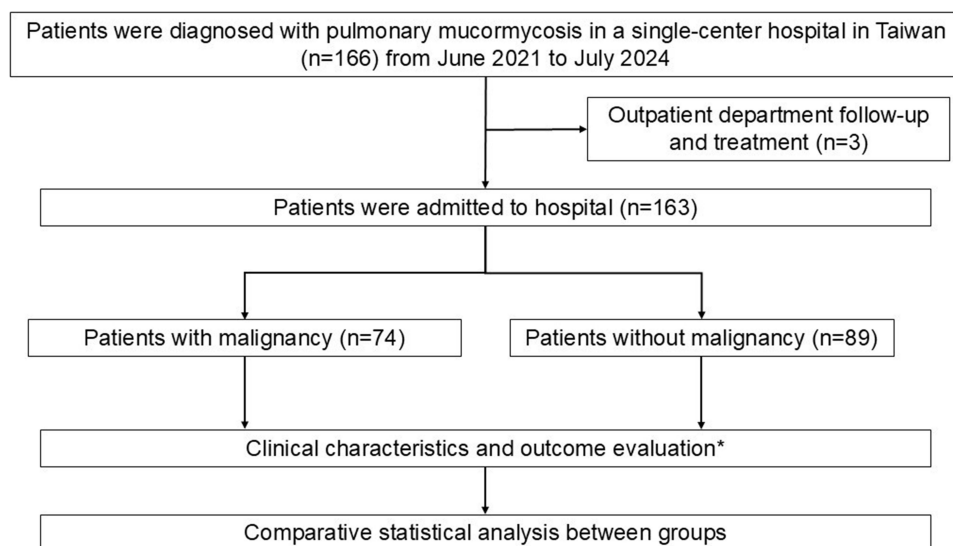 Patients were diagnosed with pulmonary mucormycosis in a single-center hospital in Taiwan
(n=166) from June 2021 to July 2024
Outpatient department follow-up
and treatment (n=3)
Patients were admitted to hospital (n=163)
Patients with malignancy (n=74)
Patients without malignancy (n=89)
Clinical characteristics and outcome evaluation*
Comparative statistical analysis between groups